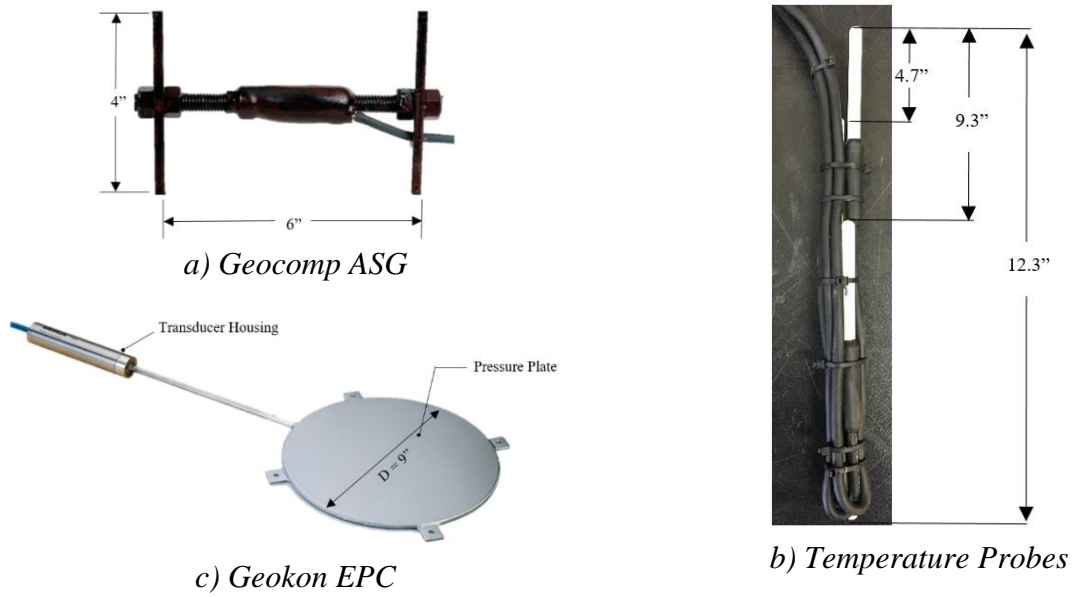 4”
6”
a) Geocomp ASG
Transducer Housing
Pressure Plate
D = 9”
c) Geokon EPC
4.7”
9.3”
12.3”
b) Temperature Probes